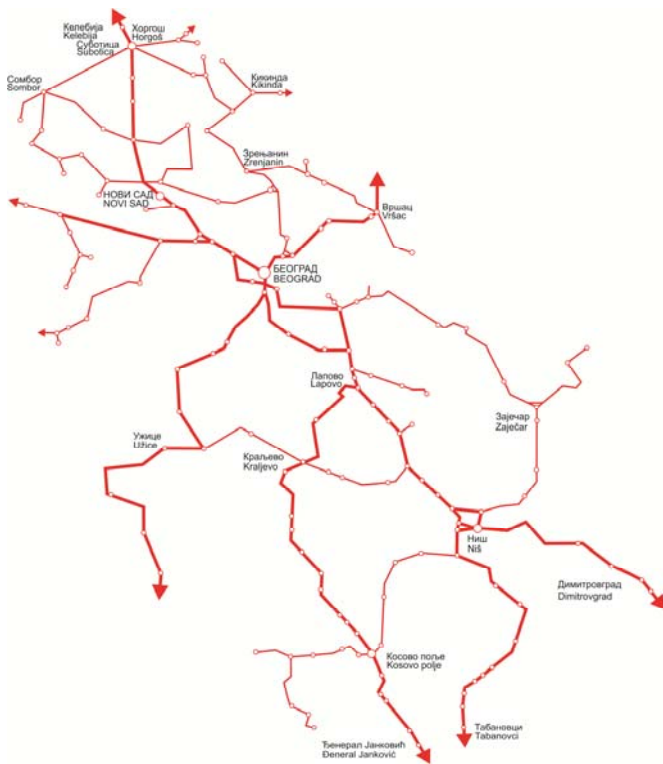 Келебија
Kelebija
Суботица
Subotica
Хоргош
Horgoš
Сомбор
Sombor
Кикинда
Kikinda
Зрењанин
Zrenjanin
НОВИ САД
NOVI SAD
Вршац
Vršac
БЕОГРАД
BEOGRAD
Лапово
Lapovo
Зајечар
Zaječar
Ужице
Užice
Краљево
Kraljevo
Ниш
Niš
Димитровград
Dimitrovgrad
Косово поље
Kosovo polje
Табановци
Tabanovci
Ђенерал Јанковић
Đeneral Janković